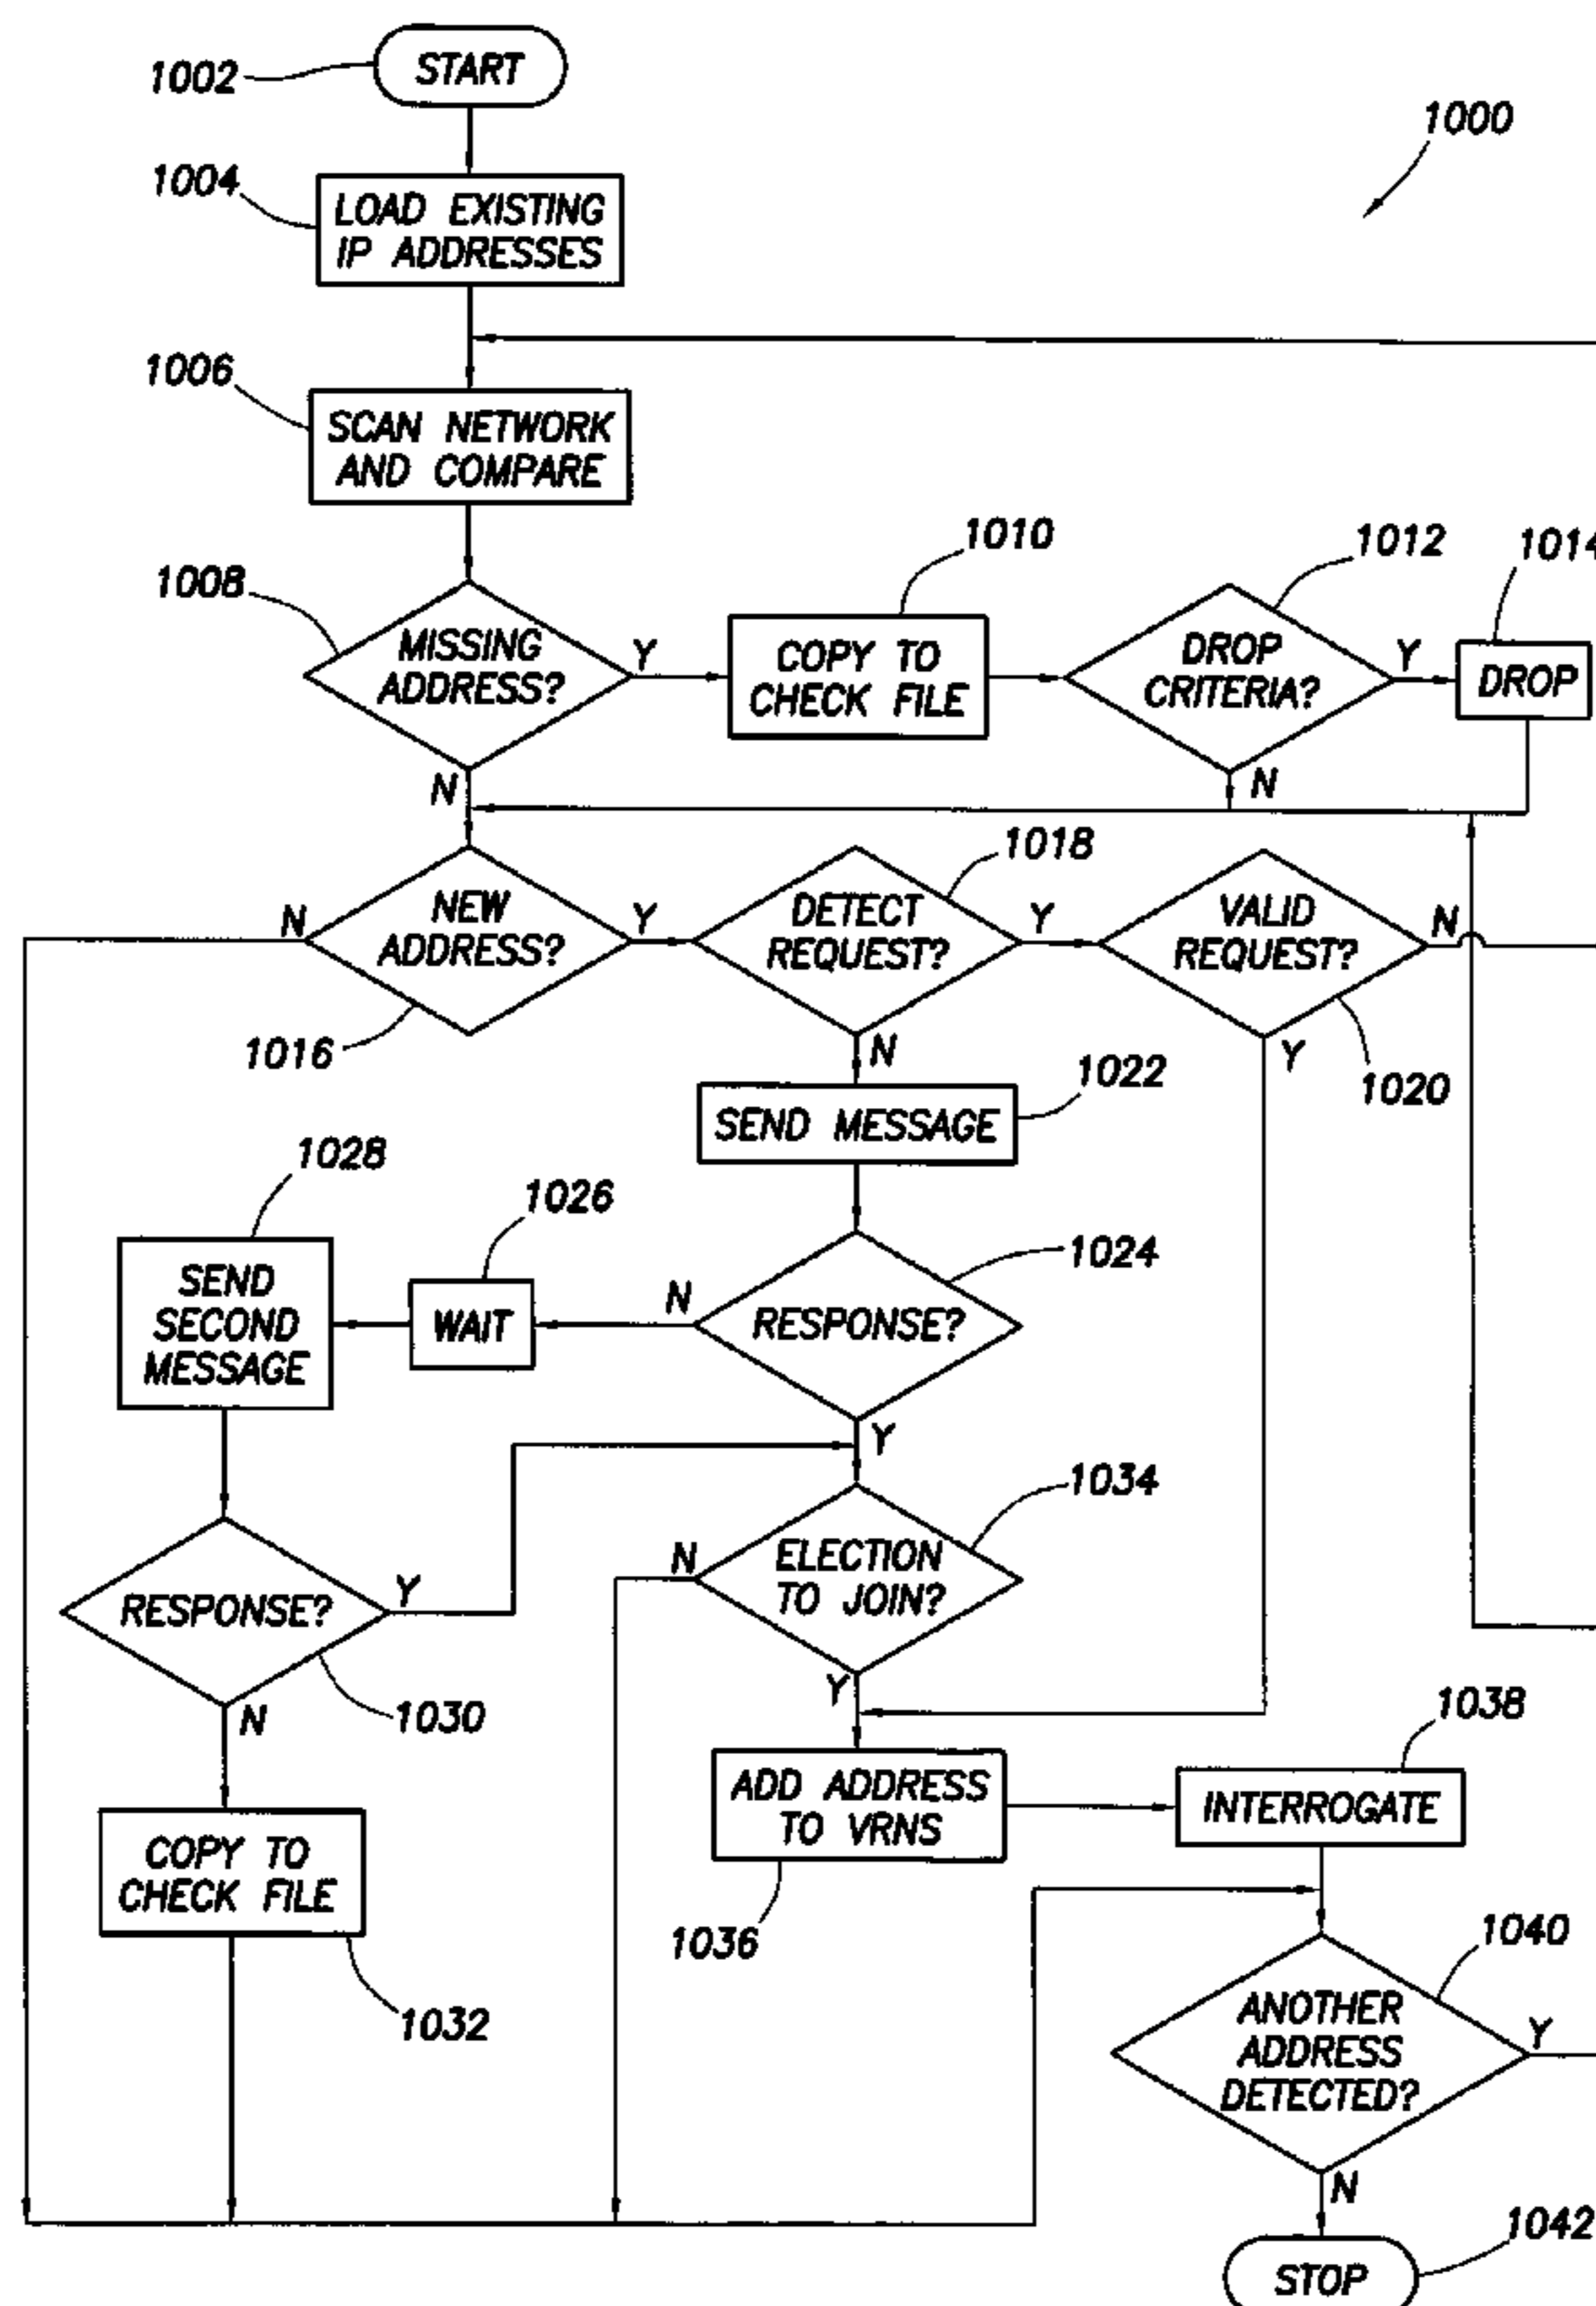 START
1002
1000
1004
LOAD EXISTING
IP ADDRESSES
1006
SCAN NETWORK
AND COMPARE
1008
MISSING
ADDRESS?
Y
N
1010
COPY TO
CHECK FILE
1012
DROP
CRITERIA?
Y
N
1014
DROP
NEW
ADDRESS?
N
Y
1016
1018
DETECT
REQUEST?
Y
N
VALID
REQUEST?
N
Y
1020
1022
SEND MESSAGE
1024
RESPONSE?
N
Y
1026
WAIT
1028
SEND
SECOND
MESSAGE
RESPONSE?
Y
N
1030
1034
ELECTION
TO JOIN?
N
Y
COPY TO
CHECK FILE
1032
ADD ADDRESS
TO VRNS
1036
1038
INTERROGATE
1040
ANOTHER
ADDRESS
DETECTED?
Y
N
1042
STOP